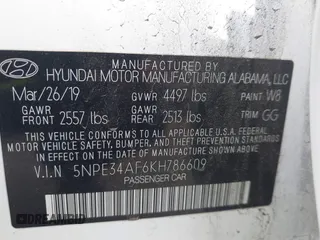 MANUFACTURED BY
HYUNDAI MOTOR MANUFACTURING ALABAMA, LLC
Mar/26/19 GVWR 4497 lbs PAINT W8
GAWR FRONT 2557 lbs GAWR REAR 2513 lbs TRIM GG
THIS VEHICLE CONFORMS TO ALL APPLICABLE FEDERAL
MOTOR VEHICLE SAFETY, BUMPER, AND THEFT PREVENTION
STANDARDS IN EFFECT ON THE DATE OF MANUFACTURE SHOWN ABOVE.
V.I.N 5NPE34AF6KH786609
PASSENGER CAR
DREAMBID